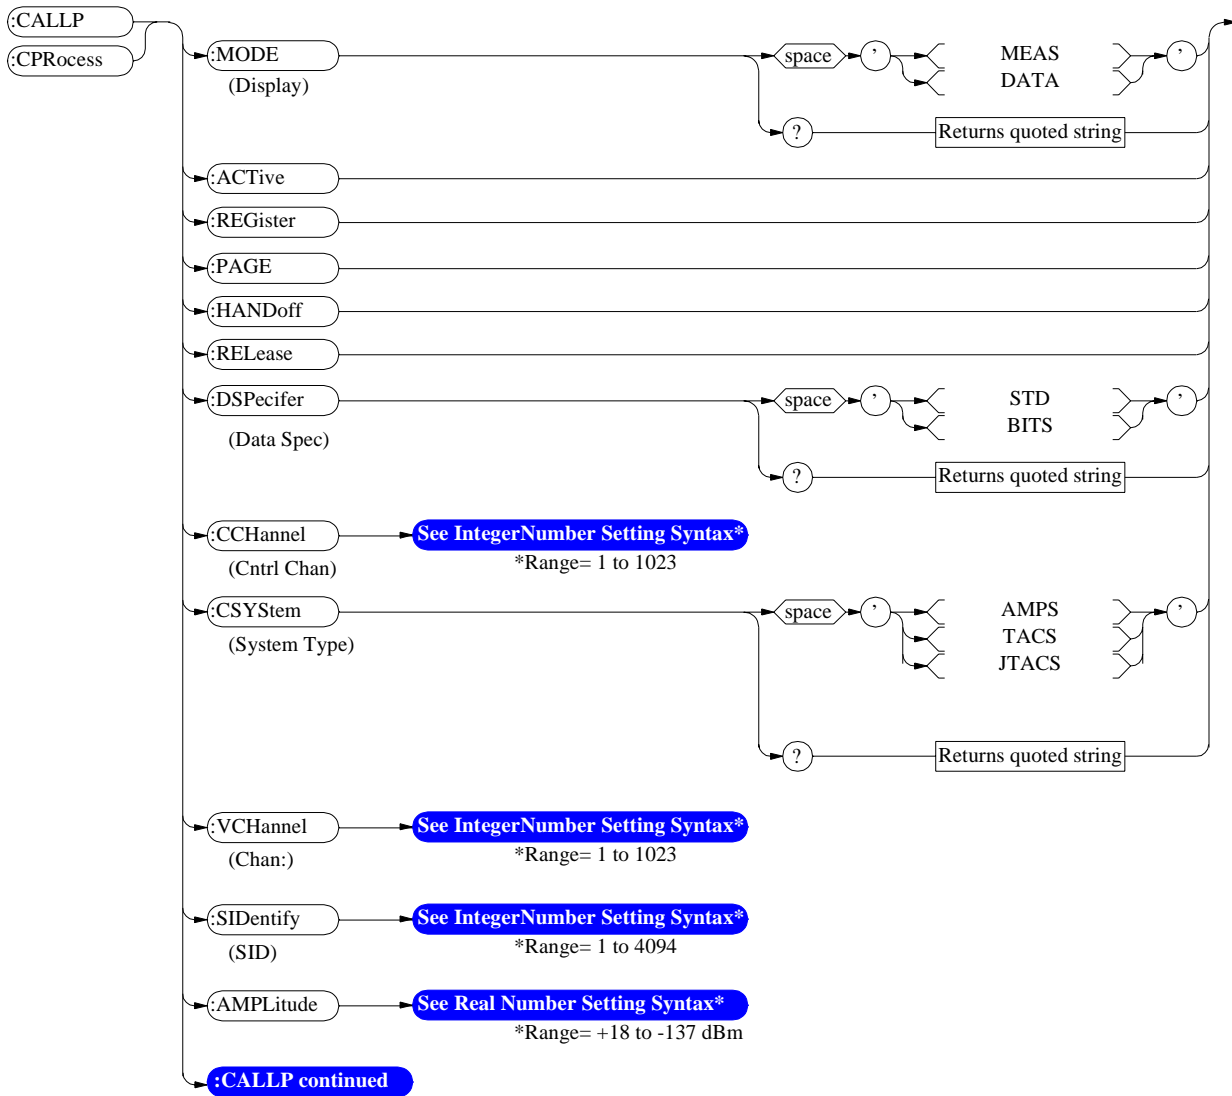 :CALLP
:CPRocess
:MODE space ' MEAS '
(Display) DATA
? Returns quoted string
:ACTive
:REGister
:PAGE
:HANDoff
:RELease
:DSPecifer space ' STD '
BITS
(Data Spec)
? Returns quoted string
:CCHannel See IntegerNumber Setting Syntax*
*Range= 1 to 1023
(Cntrl Chan)
:CSYStem space ' AMPS '
(System Type) TACS
JTACS
? Returns quoted string
:VCHannel See IntegerNumber Setting Syntax*
*Range= 1 to 1023
(Chan:)
:SIDentify See IntegerNumber Setting Syntax*
*Range= 1 to 4094
(SID)
:AMPLitude See Real Number Setting Syntax*
*Range= +18 to -137 dBm
:CALLP continued